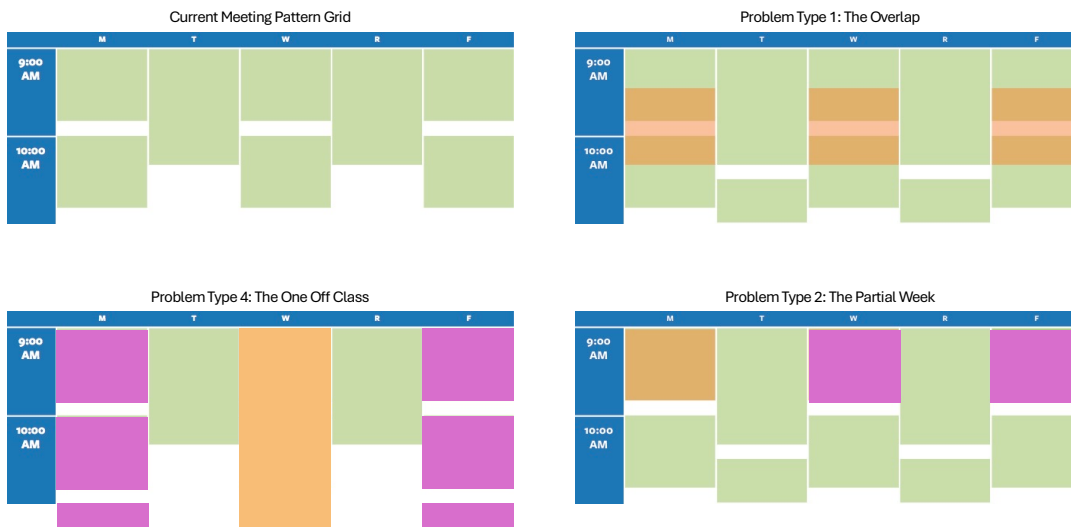 Current Meeting Pattern Grid
M T W R F
9:00
AM
10:00
AM
Problem Type 1: The Overlap
M T W R F
9:00
AM
10:00
AM
Problem Type 4: The One Off Class
M T W R F
9:00
AM
10:00
AM
Problem Type 2: The Partial Week
M T W R F
9:00
AM
10:00
AM